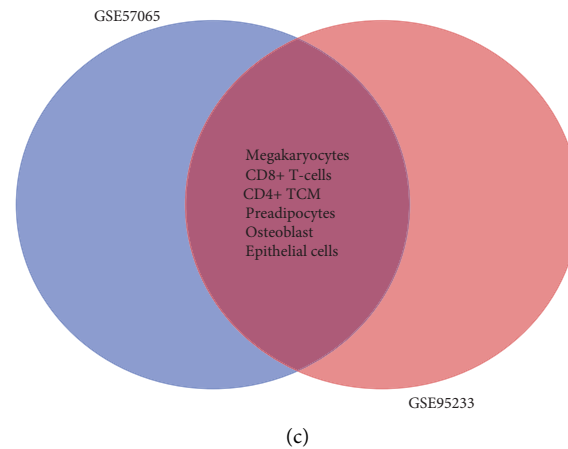 GSE57065
Megakaryocytes
CD8+ T-cells
CD4+ TCM
Preadipocytes
Osteoblast
Epithelial cells
GSE95233
(c)